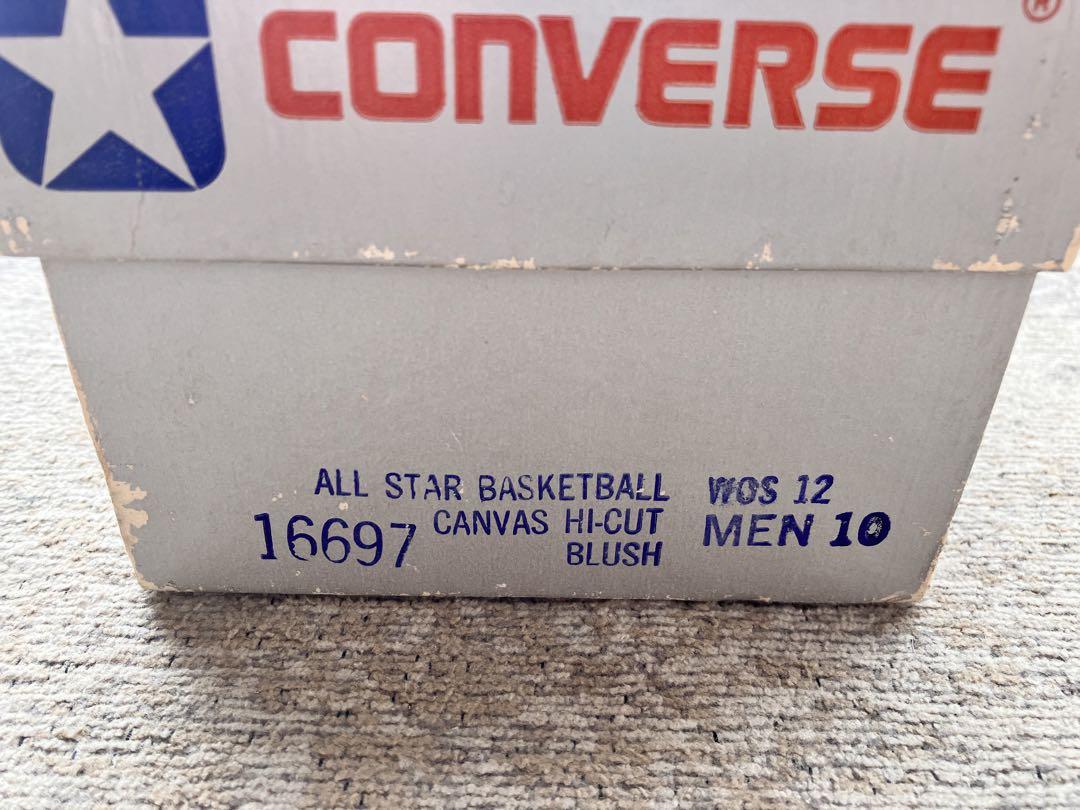 CONVERSE®
ALL STAR BASKETBALL WOS 12
16697 CANVAS HI-CUT MEN 10
BLUSH